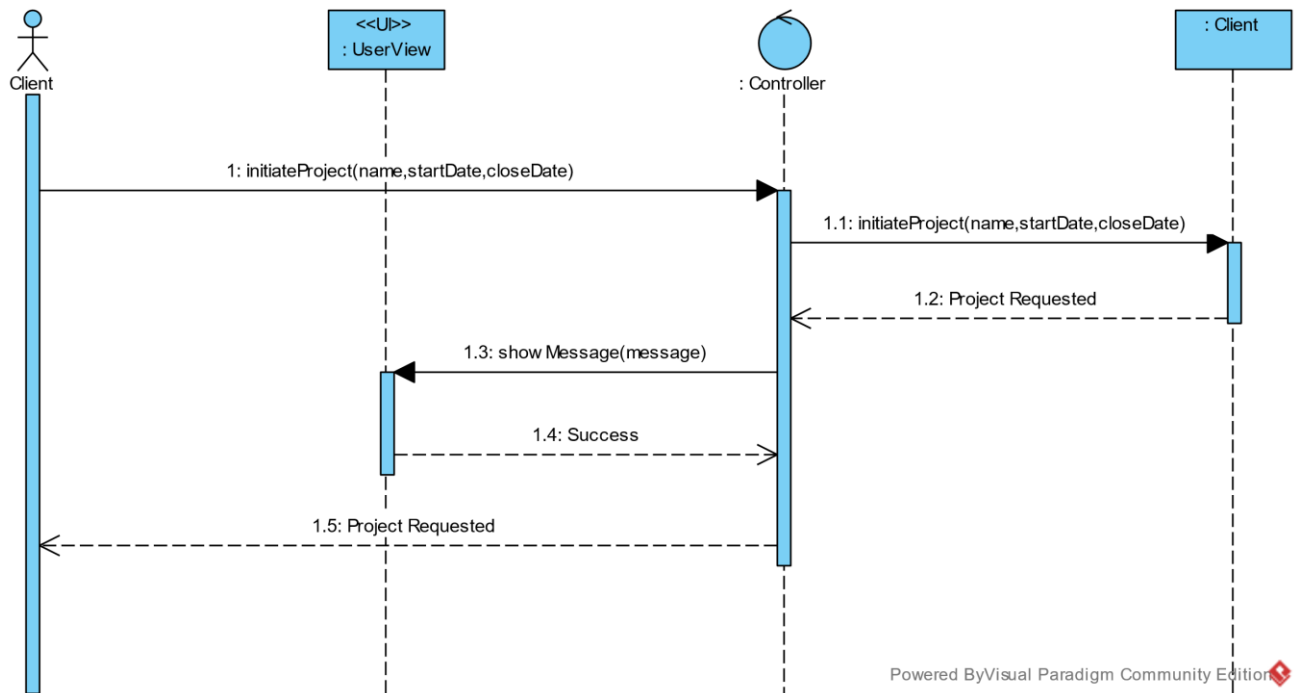 <<UI>>
: UserView
: Client
Client
: Controller
1: initiateProject(name,startDate,closeDate)
1.1: initiateProject(name,startDate,closeDate)
1.2: Project Requested
1.3: show Message(message)
1.4: Success
1.5: Project Requested
Powered ByVisual Paradigm Community Edition